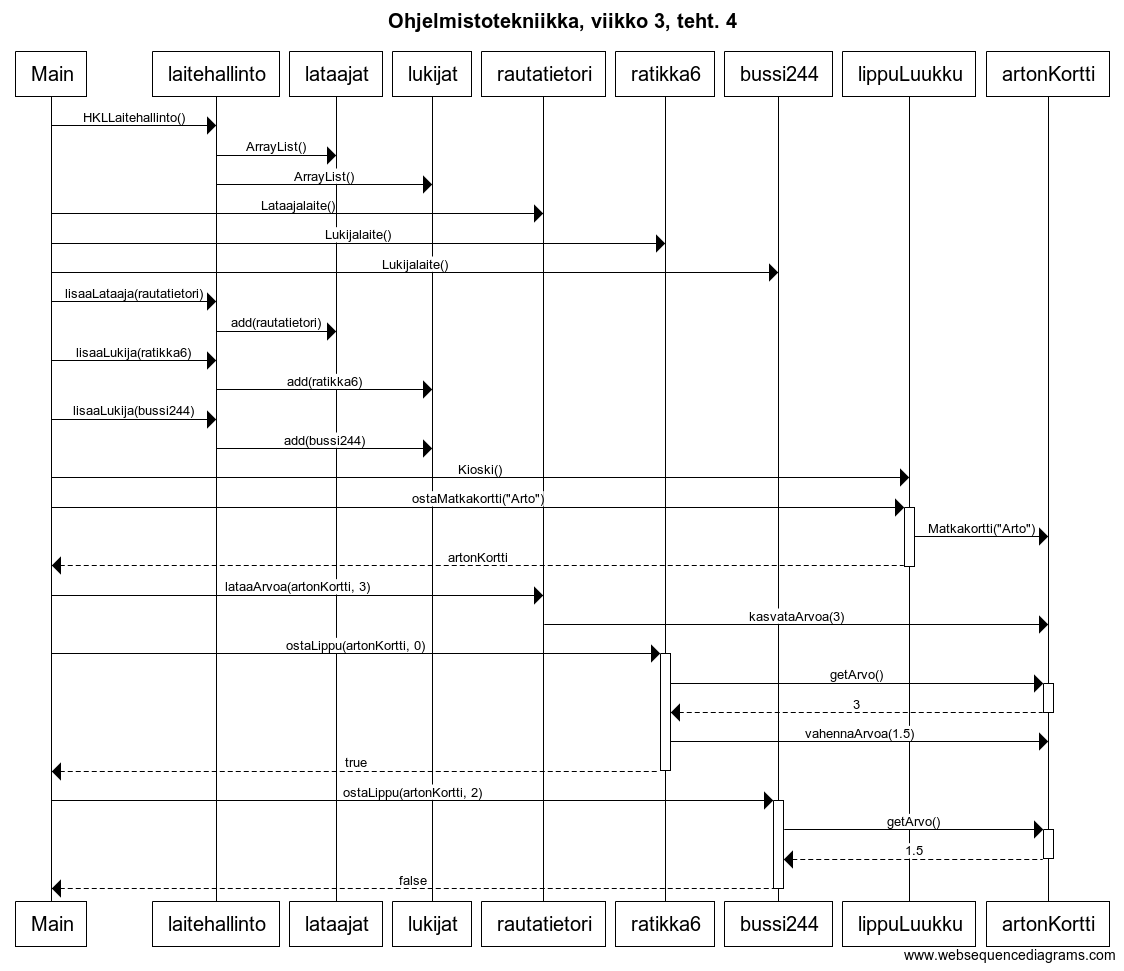 Ohjelmistotekniikka, viikko 3, teht. 4
Main laitehallinto lataajat lukijat rautatietori ratikka6 bussi244 lippuLuukku artonKortti
HKLLaitehallinto()
ArrayList()
ArrayList()
Lataajalaite()
Lukijalaite()
Lukijalaite()
lisaaLataaja(rautatietori)
add(rautatietori)
lisaaLukija(ratikka6)
add(ratikka6)
lisaaLukija(bussi244)
add(bussi244)
Kioski()
ostaMatkakortti("Arto")
Matkakortti("Arto")
artonKortti
lataaArvoa(artonKortti, 3)
kasvataArvoa(3)
ostaLippu(artonKortti, 0)
getArvo()
3
vahennaArvoa(1.5)
true
ostaLippu(artonKortti, 2)
getArvo()
1.5
false
Main laitehallinto lataajat lukijat rautatietori ratikka6 bussi244 lippuLuukku artonKortti
www.websequencediagrams.com